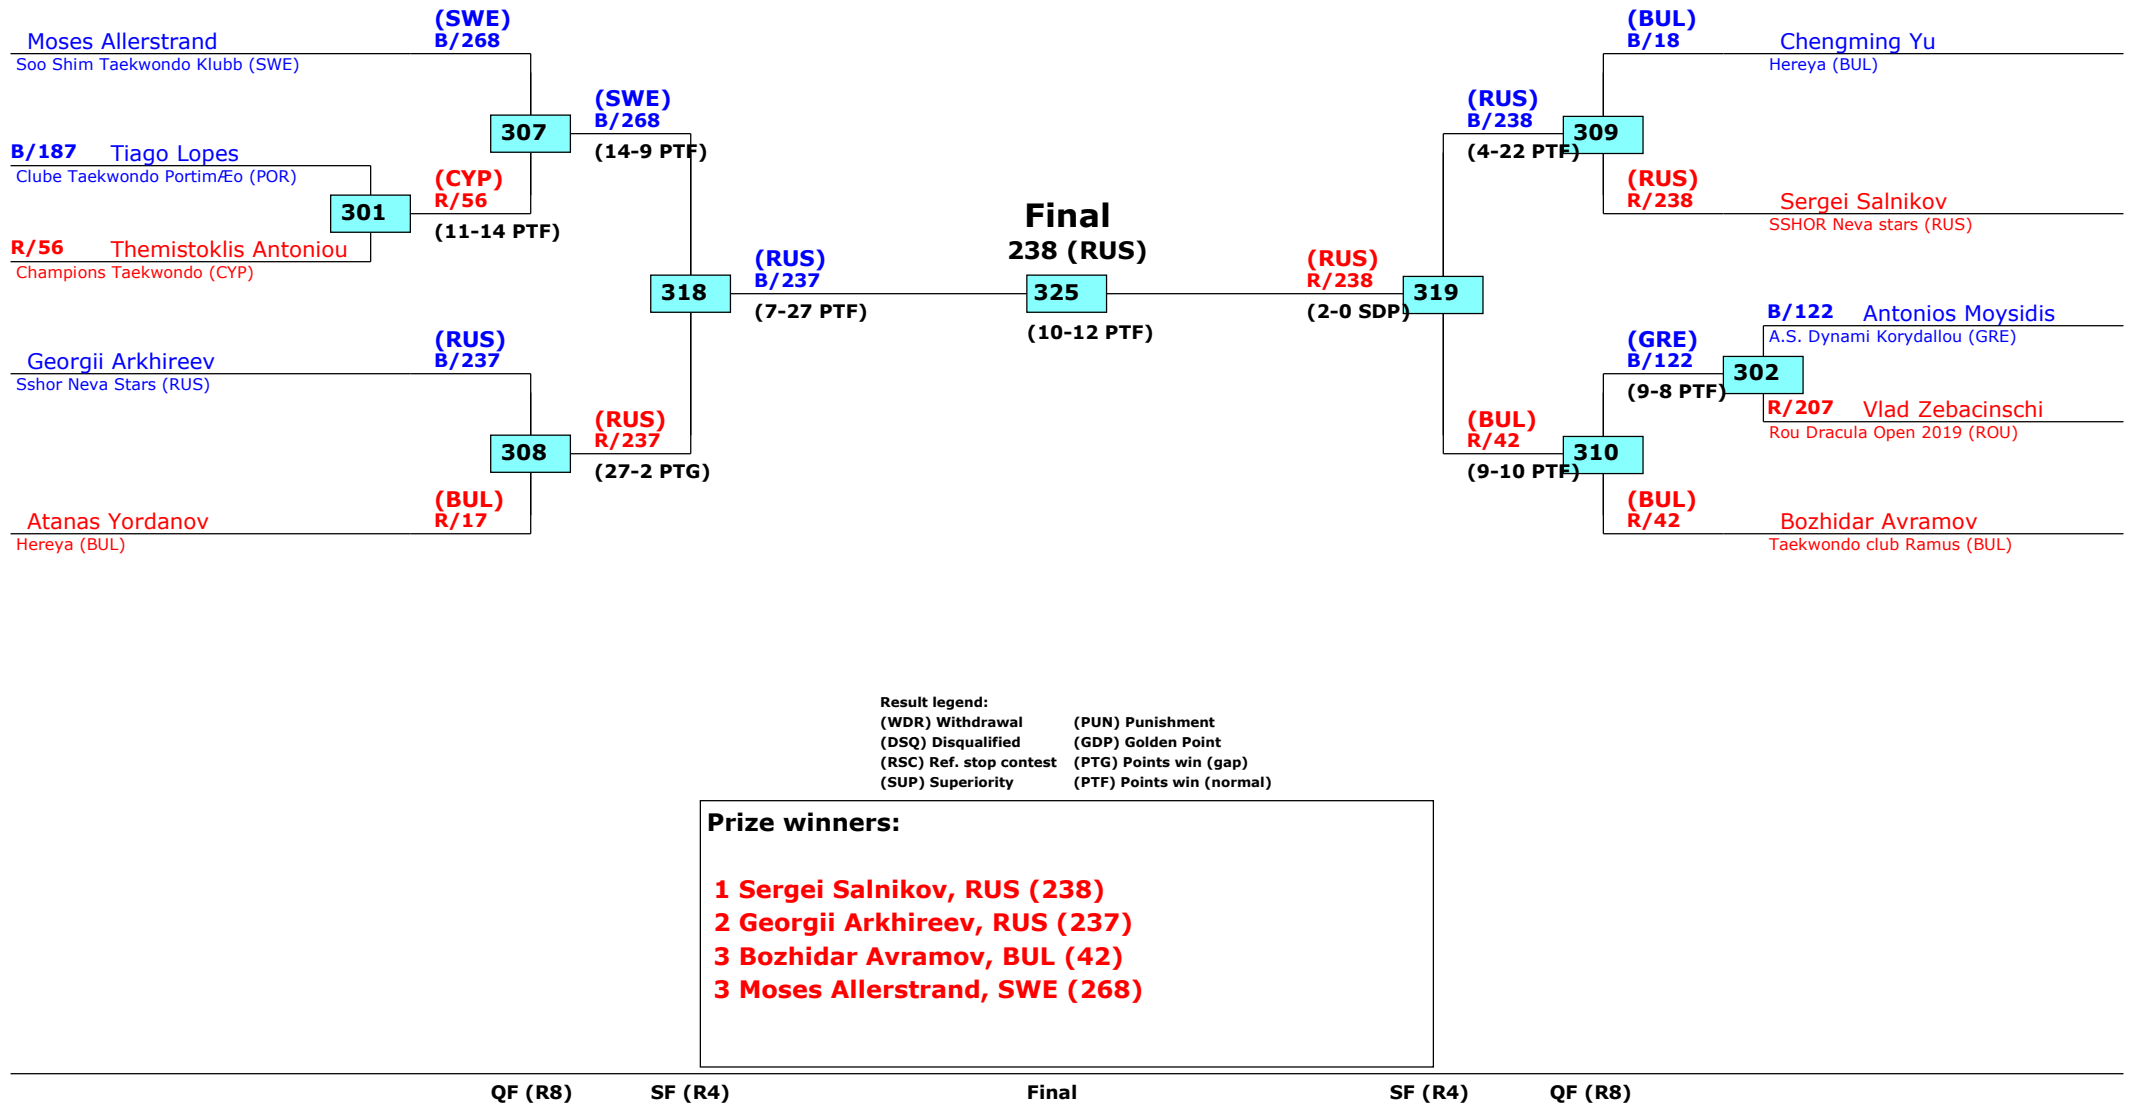 (SWE)
B/268
Moses Allerstrand
Soo Shim Taekwondo Klubb (SWE)
(SWE)
B/268
307
(14-9 PTF)
B/187 Tiago Lopes
Clube Taekwondo PortimÆo (POR)
(CYP)
R/56
301
(11-14 PTF)
R/56 Themistoklis Antoniou
Champions Taekwondo (CYP)
(RUS)
B/237
318
(7-27 PTF)
(RUS)
B/237
Georgii Arkhireev
Sshor Neva Stars (RUS)
(RUS)
R/237
308
(27-2 PTG)
(BUL)
R/17
Atanas Yordanov
Hereya (BUL)
Final
238 (RUS)
325
(10-12 PTF)
(BUL)
B/18
Chengming Yu
Hereya (BUL)
(RUS)
B/238
309
(4-22 PTF)
(RUS)
R/238
Sergei Salnikov
SSHOR Neva stars (RUS)
(RUS)
R/238
319
(2-0 SDP)
B/122 Antonios Moysidis
A.S. Dynami Korydallou (GRE)
(GRE)
B/122
302
(9-8 PTF)
R/207 Vlad Zebacinschi
Rou Dracula Open 2019 (ROU)
(BUL)
R/42
310
(9-10 PTF)
(BUL)
R/42
Bozhidar Avramov
Taekwondo club Ramus (BUL)
Result legend:
(WDR) Withdrawal (PUN) Punishment
(DSQ) Disqualified (GDP) Golden Point
(RSC) Ref. stop contest (PTG) Points win (gap)
(SUP) Superiority (PTF) Points win (normal)
Prize winners:
1 Sergei Salnikov, RUS (238)
2 Georgii Arkhireev, RUS (237)
3 Bozhidar Avramov, BUL (42)
3 Moses Allerstrand, SWE (268)
QF (R8) SF (R4) Final SF (R4) QF (R8)